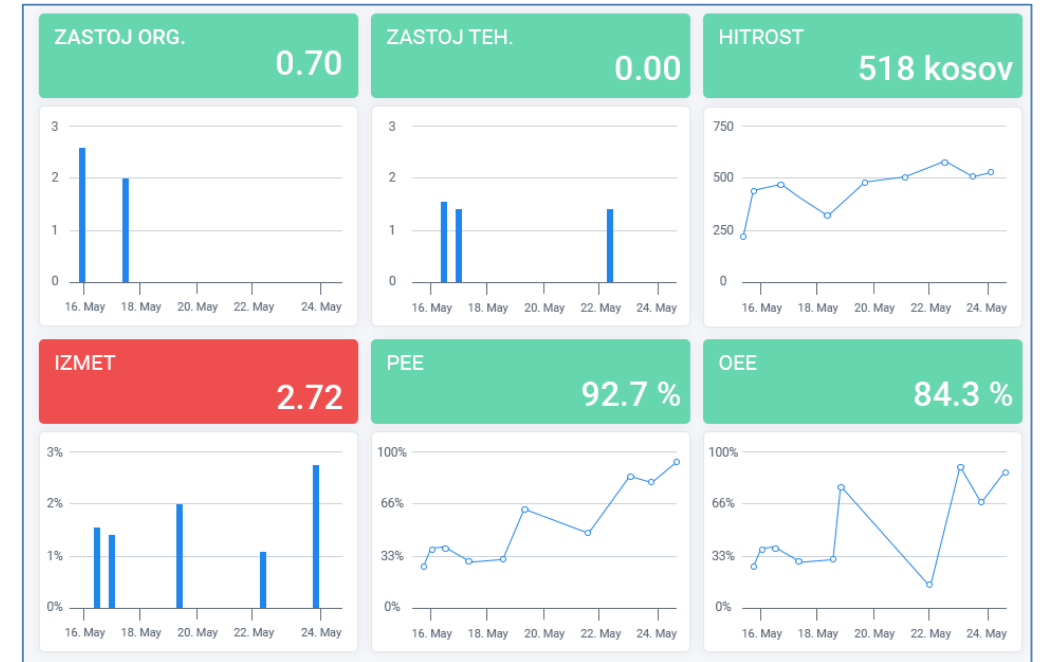 ZASTOJ ORG.
0.70
ZASTOJ TEH.
0.00
HITROST
518 kosov
3
2
1
0
16. May 18. May 20. May 22. May 24. May
3
2
1
0
16. May 18. May 20. May 22. May 24. May
750
500
250
0
16. May 18. May 20. May 22. May 24. May
IZMET
2.72
PEE
92.7 %
OEE
84.3 %
3%
2%
1%
0%
16. May 18. May 20. May 22. May 24. May
100%
66%
33%
0%
16. May 18. May 20. May 22. May 24. May
100%
66%
33%
0%
16. May 18. May 20. May 22. May 24. May